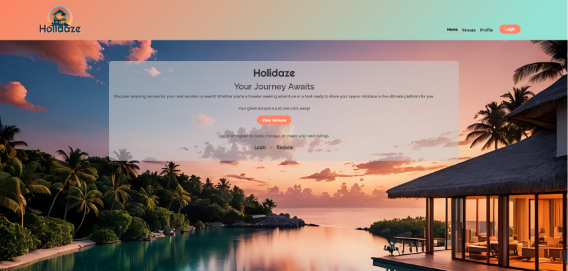 Holidaze
Home Venues Profile Login
Holidaze
Your Journey Awaits
Discover amazing venues for your next vacation or event! Whether you're a traveler seeking adventure or a host ready to share your space, Holidaze is the ultimate platform for you.
Your great escape is just one click away!
View Venues
to book, manage, or create your own listings.
Login or Register